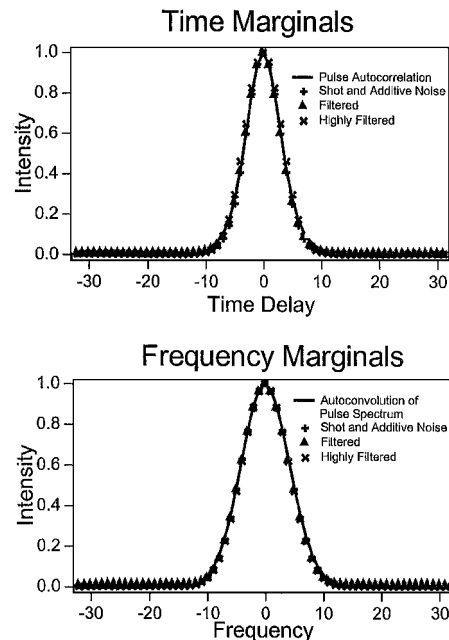 Time Marginals
1.0
0.8
0.6
0.4
0.2
0.0
Intensity
Pulse Autocorrelation
Shot and Additive Noise
Filtered
Highly Filtered
-30 -20 -10 0 10 20 30
Time Delay
Frequency Marginals
1.0
0.8
0.6
0.4
0.2
0.0
Intensity
Autoconvolution of
Pulse Spectrum
Shot and Additive Noise
Filtered
Highly Filtered
-30 -20 -10 0 10 20 30
Frequency